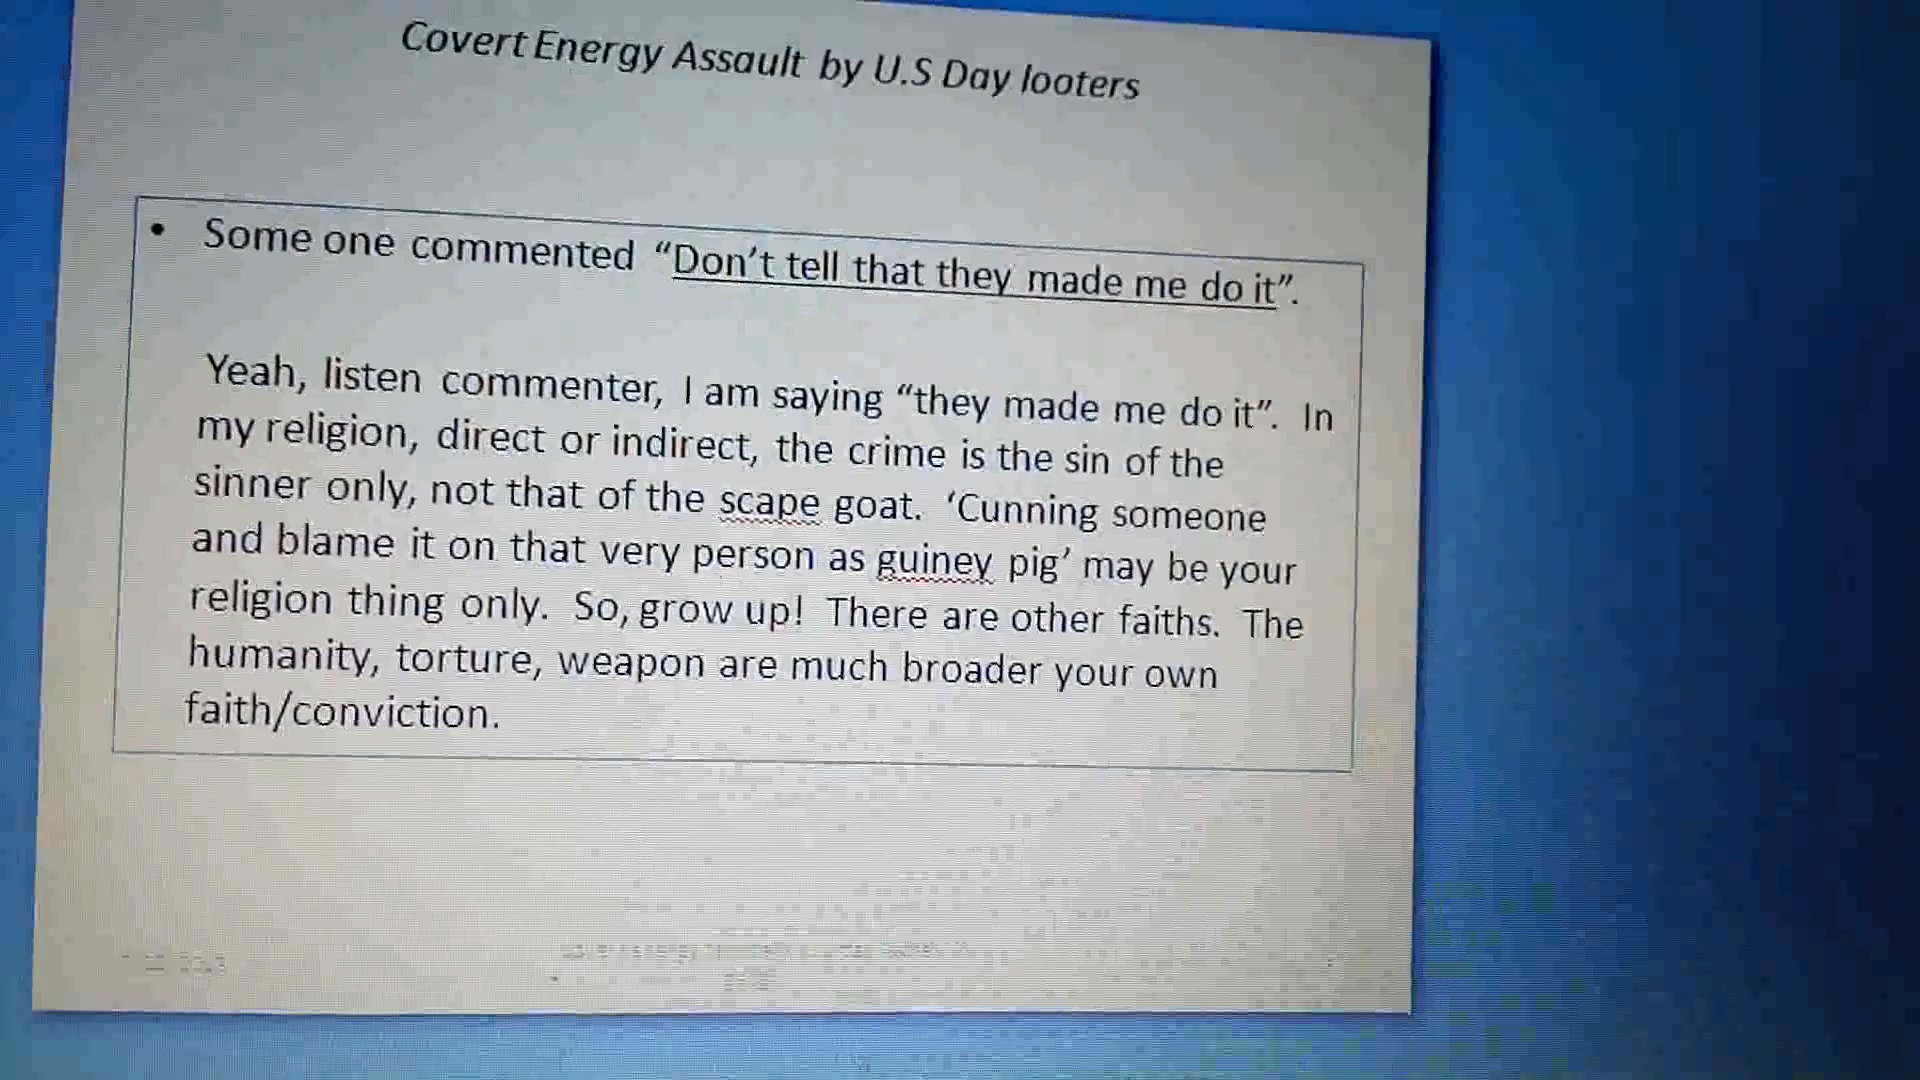 Covert Energy Assault by U.S Day looters
• Some one commented “Don’t tell that they made me do it”.
Yeah, listen commenter, I am saying “they made me do it”. In
my religion, direct or indirect, the crime is the sin of the
sinner only, not that of the scape goat. ‘Cunning someone
and blame it on that very person as guiney pig’ may be your
religion thing only. So, grow up! There are other faiths. The
humanity, torture, weapon are much broader your own
faith/conviction.